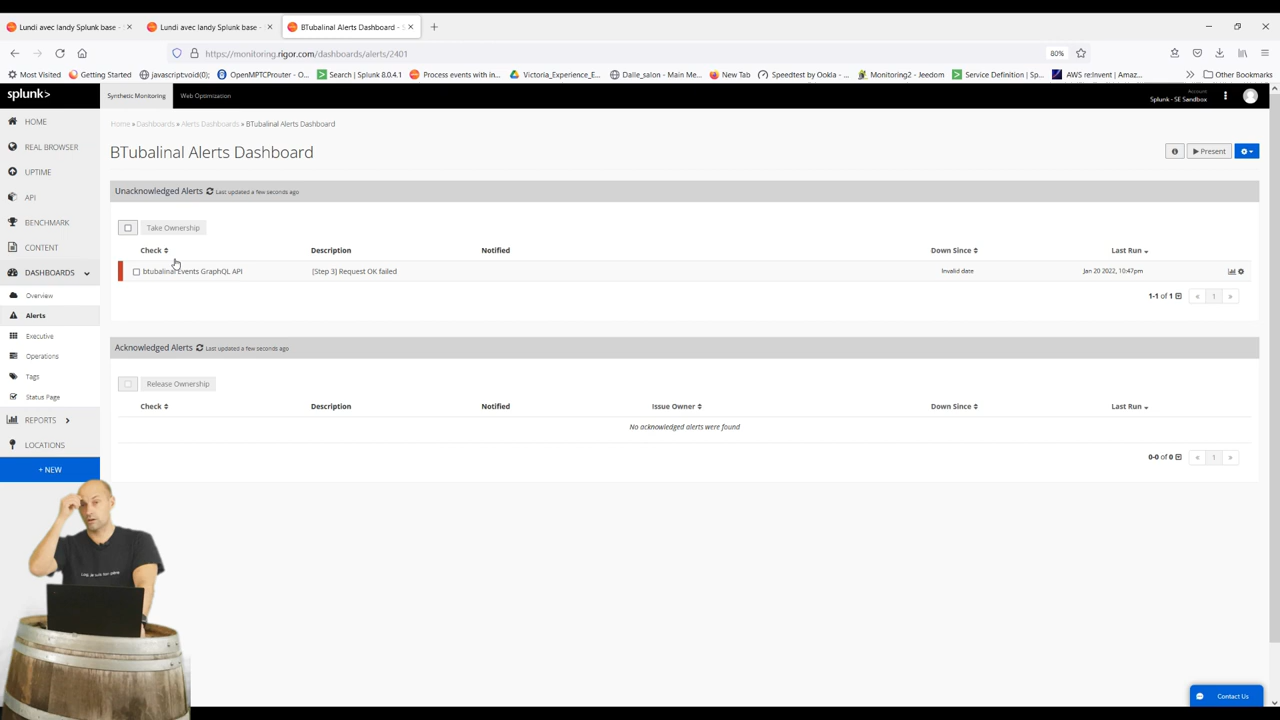 Lundi avec landy Splunk base -
Lundi avec landy Splunk base -
BTubalinal Alerts Dashboard - S
https://monitoring.rigor.com/dashboards/alerts/2401
80%
Most Visited
Getting Started
javascriptvoid(0);
OpenMPTCProuter - O...
Search | Splunk 8.0.4.1
Process events with in...
Victoria_Experience_E...
Dalle_salon - Main Me...
New Tab
Speedtest by Ookla - ...
Monitoring2 - Jeedom
Service Definition | Sp...
AWS re:Invent | Amaz...
Other Bookmarks
splunk>
Synthetic Monitoring
Web Optimization
Account
Splunk - SE Sandbox
Home » Dashboards » Alerts Dashboards » BTubalinal Alerts Dashboard
BTubalinal Alerts Dashboard
Present
HOME
REAL BROWSER
UPTIME
API
BENCHMARK
CONTENT
DASHBOARDS
Overview
Alerts
Executive
Operations
Tags
Status Page
REPORTS
LOCATIONS
+ NEW
Unacknowledged Alerts
Last updated a few seconds ago
Take Ownership
Check
Description
Notified
Down Since
Last Run
btubalinal Events GraphQL API
[Step 3] Request OK failed
Invalid date
Jan 20 2022, 10:47pm
1-1 of 1
« 1 »
Acknowledged Alerts
Last updated a few seconds ago
Release Ownership
Check
Description
Notified
Issue Owner
Down Since
Last Run
No acknowledged alerts were found
0-0 of 0
« 1 »
Contact Us